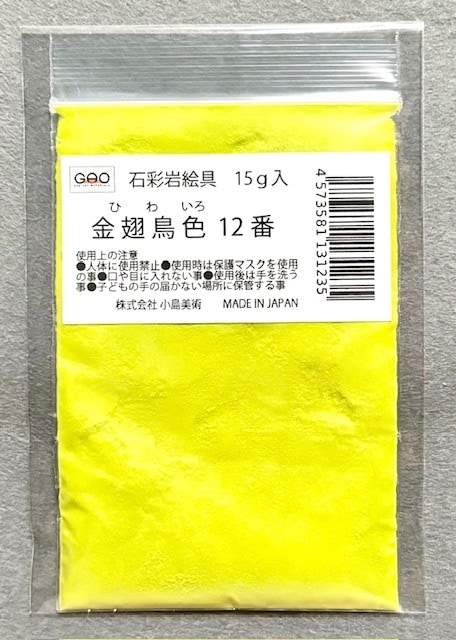 GAO
石彩岩絵具 15g入
ひわ いろ
金翅鳥色 12番
使用上の注意
●人体に使用禁止●使用時は保護マスクを使用
の事●口や目に入れない事●使用後は手を洗う
事●子どもの手の届かない場所に保管する事
株式会社 小島美術 MADE IN JAPAN
4573581131235